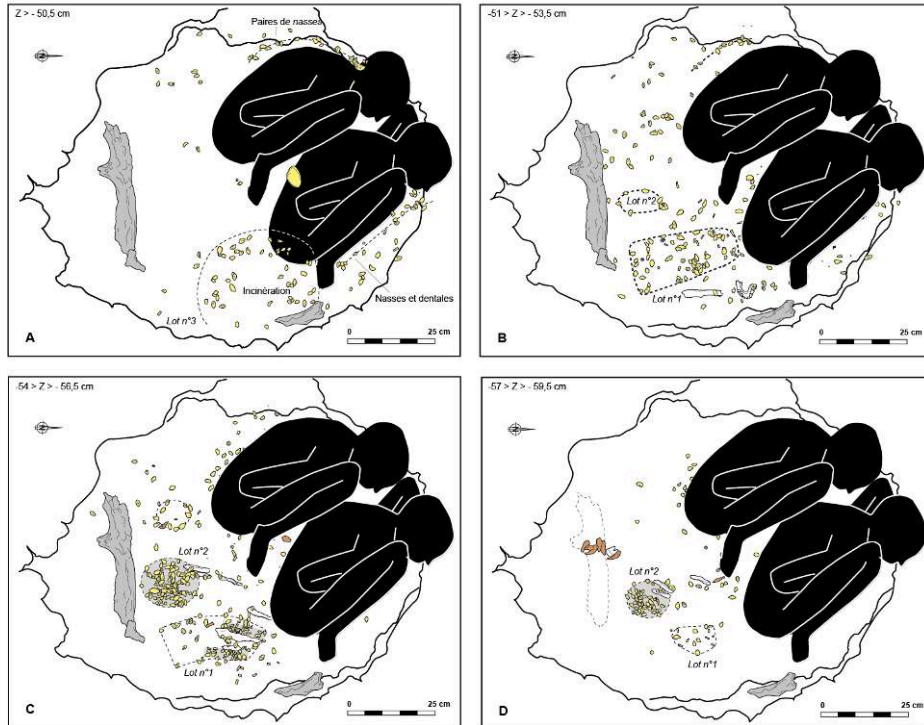 Z > - 50,5 cm
Paires de nassea
N
Incinération
Nasses et dentales
Lot n°3
A
0
25 cm
-51 > Z > - 53,5 cm
N
Lot n°2
Lot n°1
B
0
25 cm
-54 > Z > - 56,5 cm
N
Lot n°2
Lot n°1
C
0
25 cm
-57 > Z > - 59,5 cm
N
Lot n°2
Lot n°1
D
0
25 cm